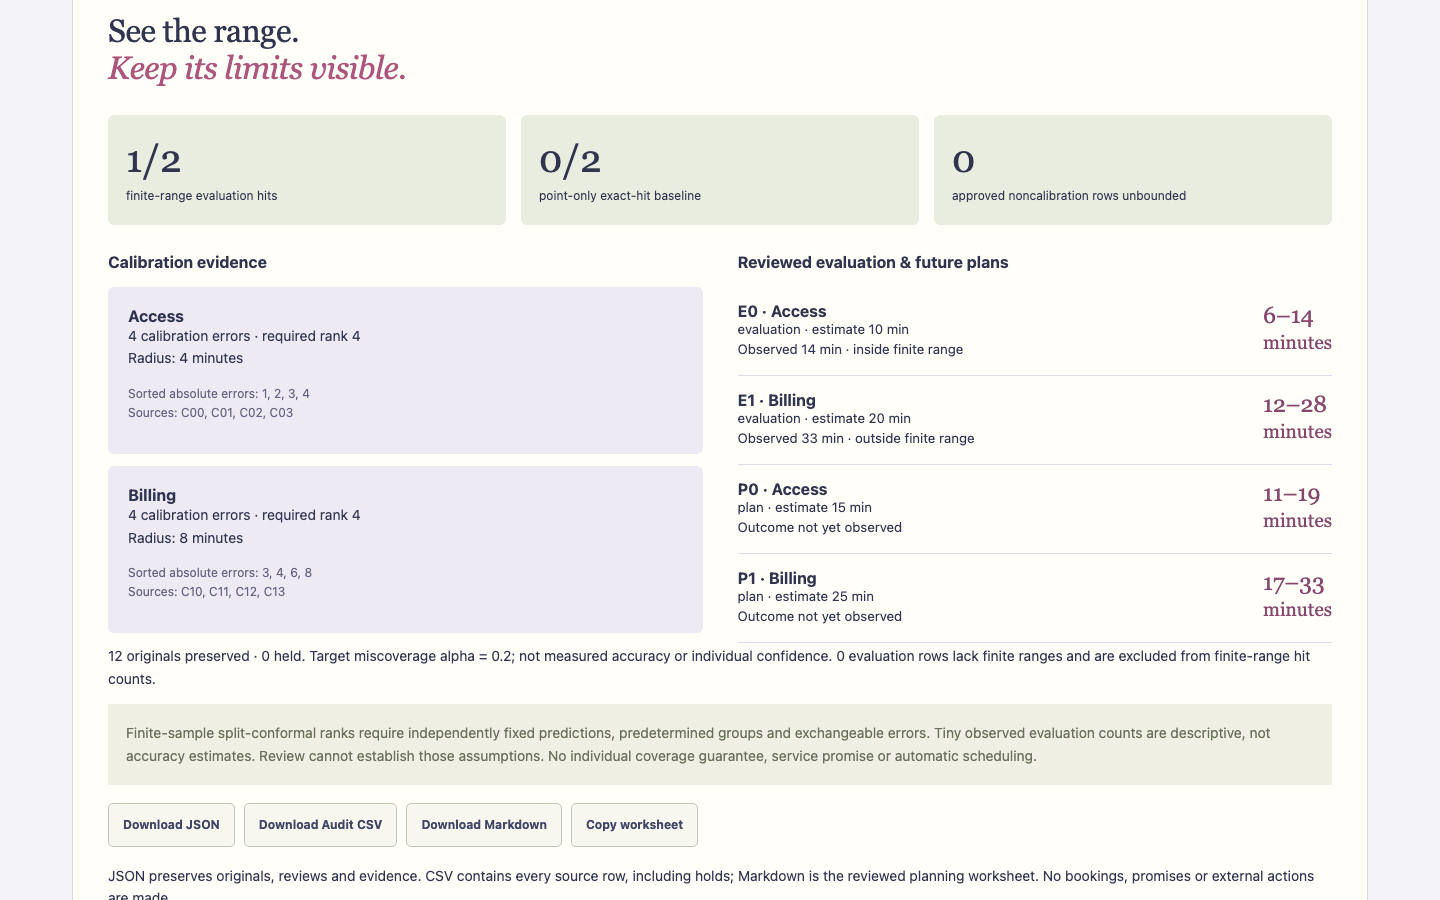 See the range.
Keep its limits visible.
1/2
finite-range evaluation hits
0/2
point-only exact-hit baseline
0
approved noncalibration rows unbounded
Calibration evidence
Access
4 calibration errors · required rank 4
Radius: 4 minutes
Sorted absolute errors: 1, 2, 3, 4
Sources: C00, C01, C02, C03
Billing
4 calibration errors · required rank 4
Radius: 8 minutes
Sorted absolute errors: 3, 4, 6, 8
Sources: C10, C11, C12, C13
Reviewed evaluation & future plans
E0 · Access
evaluation · estimate 10 min
Observed 14 min · inside finite range
6–14
minutes
E1 · Billing
evaluation · estimate 20 min
Observed 33 min · outside finite range
12–28
minutes
P0 · Access
plan · estimate 15 min
Outcome not yet observed
11–19
minutes
P1 · Billing
plan · estimate 25 min
Outcome not yet observed
17–33
minutes
12 originals preserved · 0 held. Target miscoverage alpha = 0.2; not measured accuracy or individual confidence. 0 evaluation rows lack finite ranges and are excluded from finite-range hit
counts.
Finite-sample split-conformal ranks require independently fixed predictions, predetermined groups and exchangeable errors. Tiny observed evaluation counts are descriptive, not
accuracy estimates. Review cannot establish those assumptions. No individual coverage guarantee, service promise or automatic scheduling.
Download JSON
Download Audit CSV
Download Markdown
Copy worksheet
JSON preserves originals, reviews and evidence. CSV contains every source row, including holds; Markdown is the reviewed planning worksheet. No bookings, promises or external actions
are made.